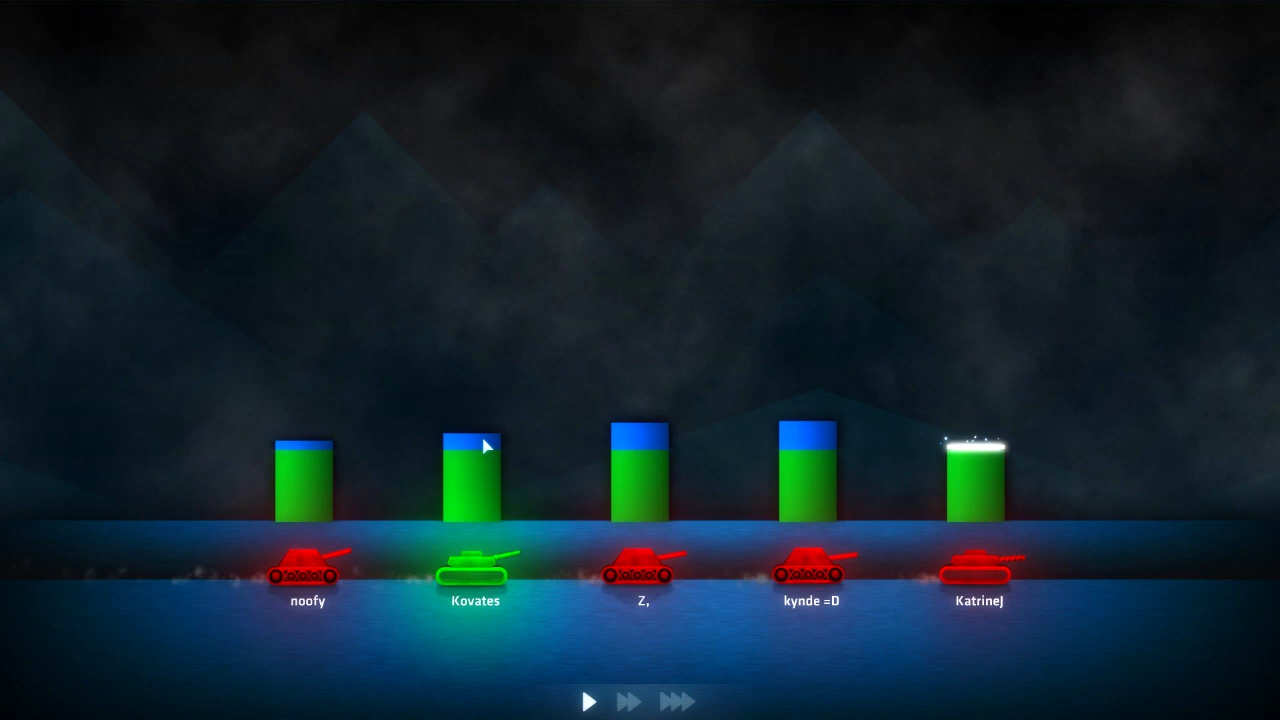 noofy
Kovates
Z,
kynde =D
KatrineJ